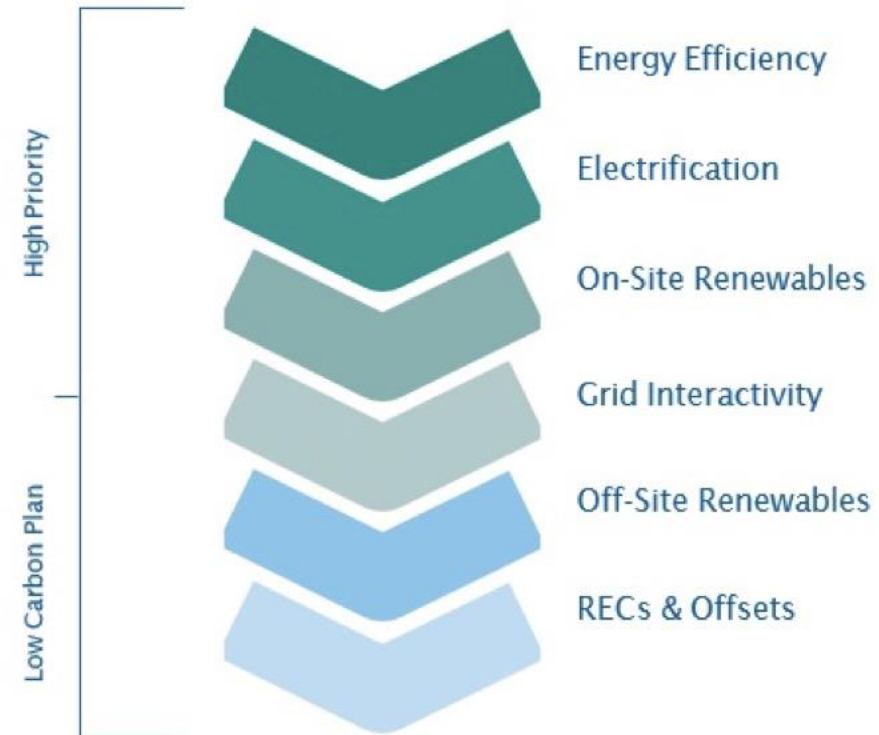 High Priority
Low Carbon Plan
Energy Efficiency
Electrification
On-Site Renewables
Grid Interactivity
Off-Site Renewables
RECs & Offsets